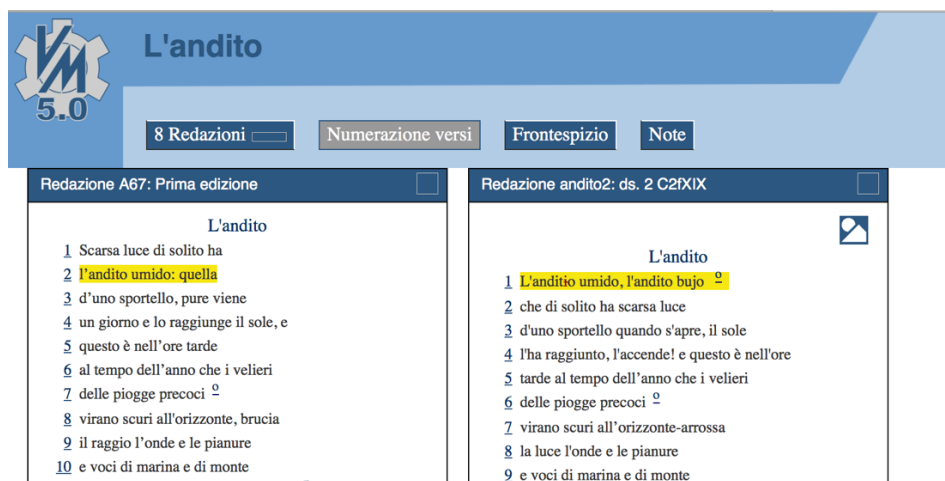 VM
5.0
L'andito
8 Redazioni
Numerazione versi
Frontespizio
Note
Redazione A67: Prima edizione
L'andito
1 Scarsa luce di solito ha
2 l’andito umido: quella
3 d’uno sportello, pure viene
4 un giorno e lo raggiunge il sole, e
5 questo è nell’ore tarde
6 al tempo dell’anno che i velieri
7 delle piogge precoci o
8 virano scuri all'orizzonte, brucia
9 il raggio l’onde e le pianure
10 e voci di marina e di monte
Redazione andito2: ds. 2 C2fXIX
L'andito
1 L'anditio umido, l'andito bujo o
2 che di solito ha scarsa luce
3 d'uno sportello quando s'apre, il sole
4 l'ha raggiunto, l'accende! e questo è nell'ore
5 tarde al tempo dell’anno che i velieri
6 delle piogge precoci o
7 virano scuri all’orizzonte-arrossa
8 la luce l'onde e le pianure
9 e voci di marina e di monte